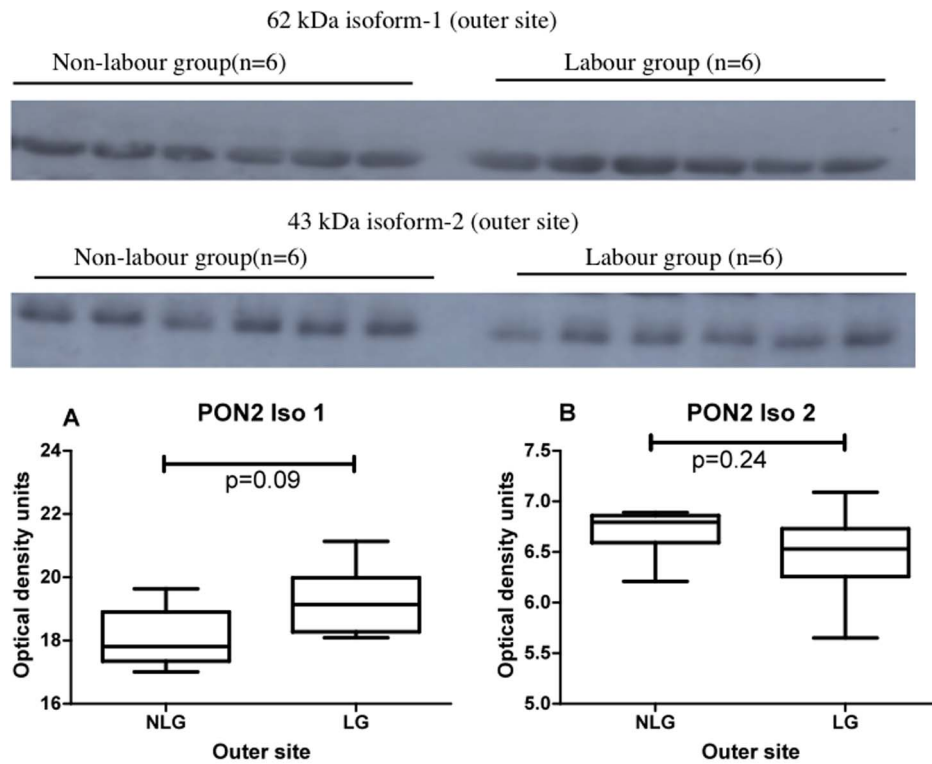 62 kDa isoform-1 (outer site)
Non-labour group(n=6)
Labour group (n=6)
43 kDa isoform-2 (outer site)
Non-labour group(n=6)
Labour group (n=6)
A
PON2 Iso 1
24
22
20
18
16
Optical density units
p=0.09
NLG
LG
Outer site
B
PON2 Iso 2
7.5
7.0
6.5
6.0
5.5
5.0
Optical density units
p=0.24
NLG
LG
Outer site